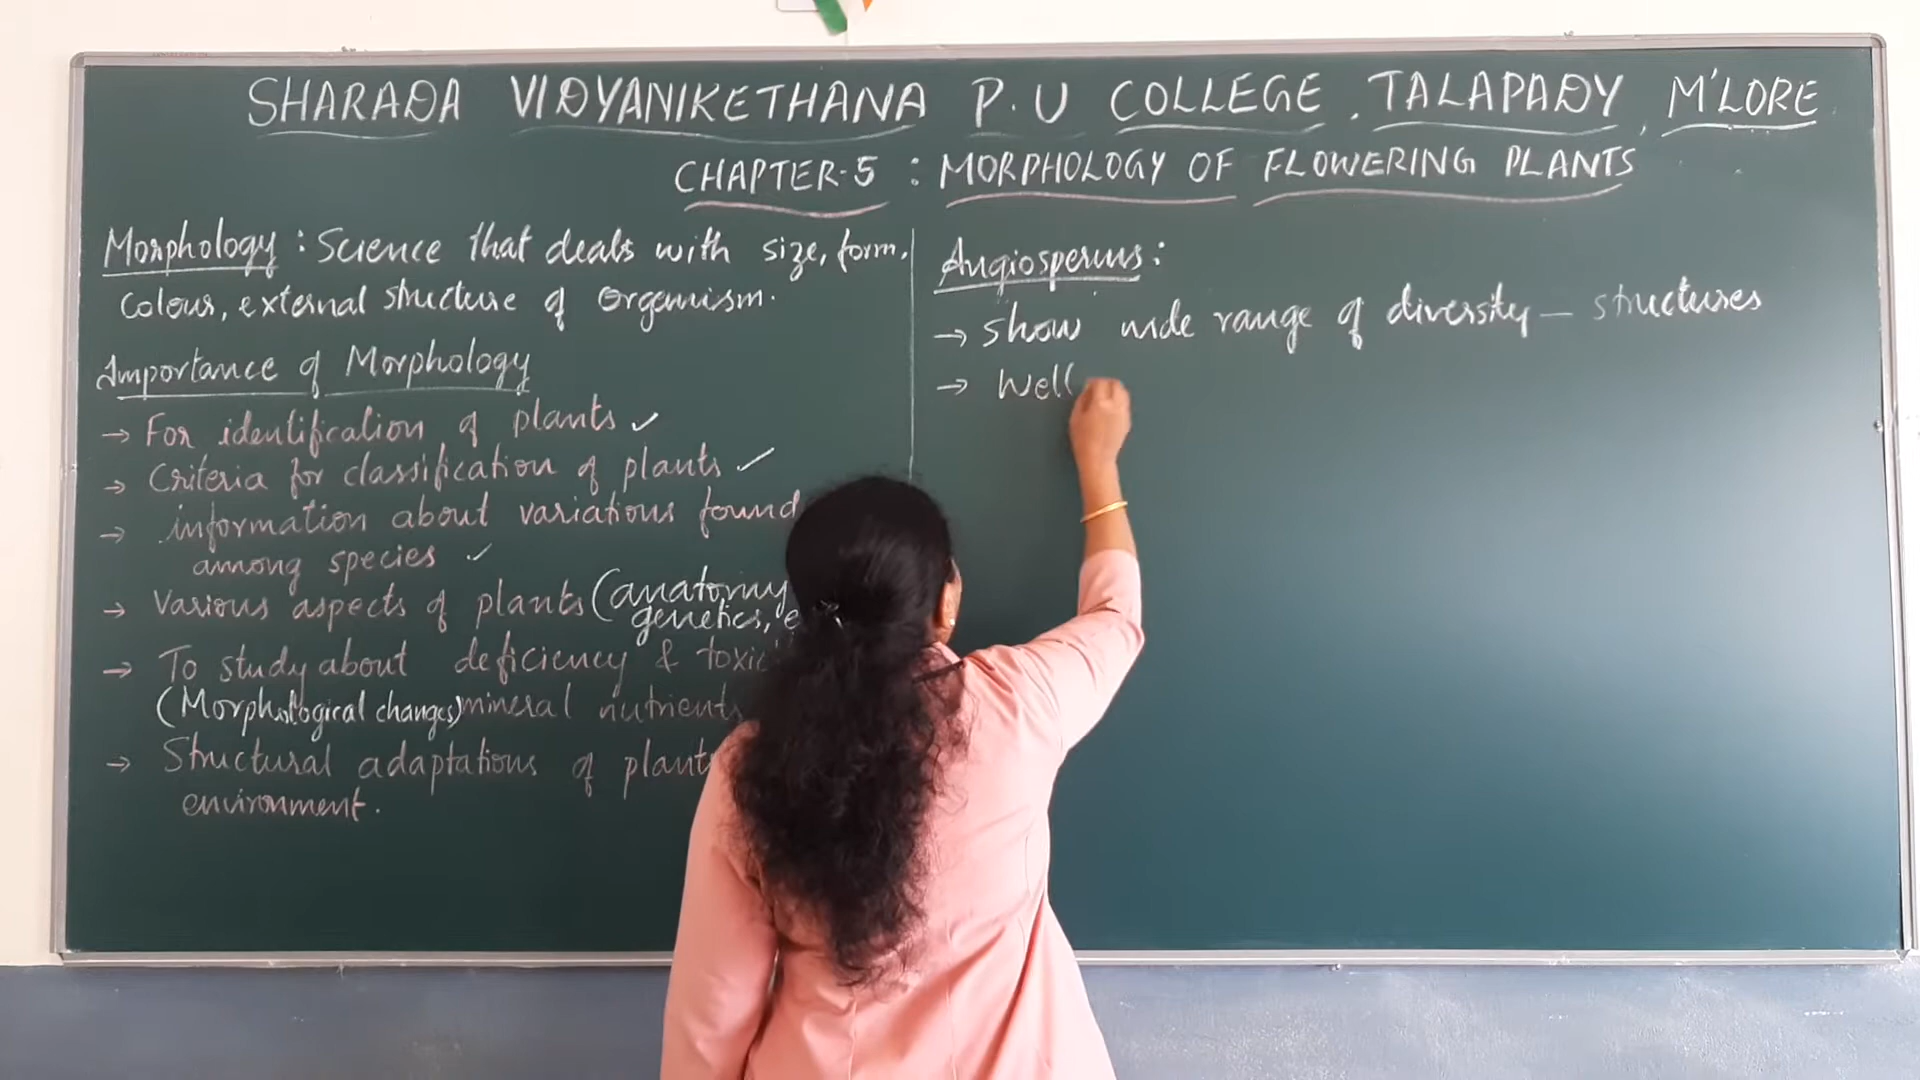 SHARADA VIDYANIKETHANA P.U COLLEGE, TALAPADY, M'LORE
CHAPTER-5 : MORPHOLOGY OF FLOWERING PLANTS
Morphology : Science that deals with size, form,
Colour, external structure of Organism.
Importance of Morphology
→ For identification of plants ✓
→ Criteria for classification of plants ✓
→ information about variations found
among species ✓
→ Various aspects of plants (anatomy
genetics, e
→ To study about deficiency & toxic
(Morphological changes) mineral nutrients
→ Structural adaptations of plants
environment.
Angiosperms :
→ Show wide range of diversity – structures
→ Well